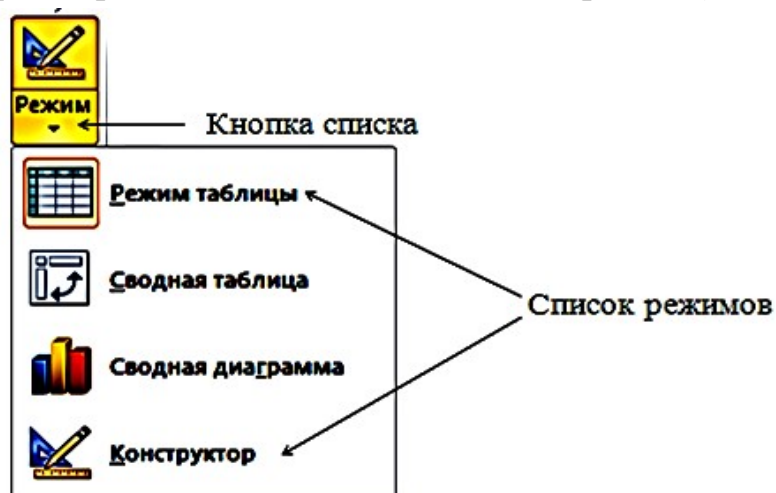 Режим
Кнопка списка
Режим таблицы
Сводная таблица
Список режимов
Сводная диаграмма
Конструктор